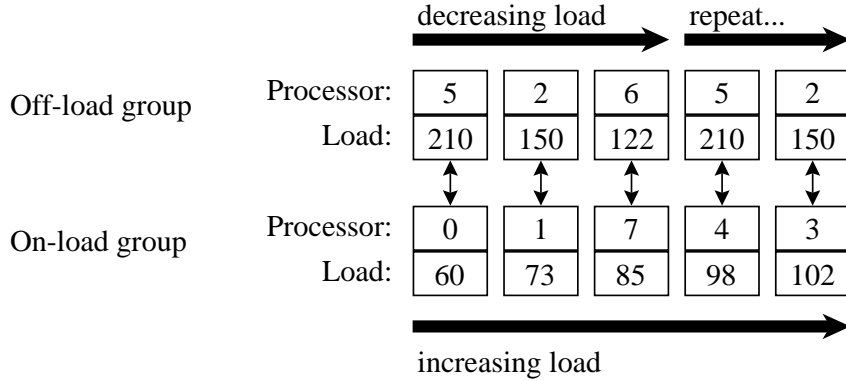 decreasing load repeat...
Off-load group Processor: 5 2 6 5 2
Load: 210 150 122 210 150
On-load group Processor: 0 1 7 4 3
Load: 60 73 85 98 102
increasing load